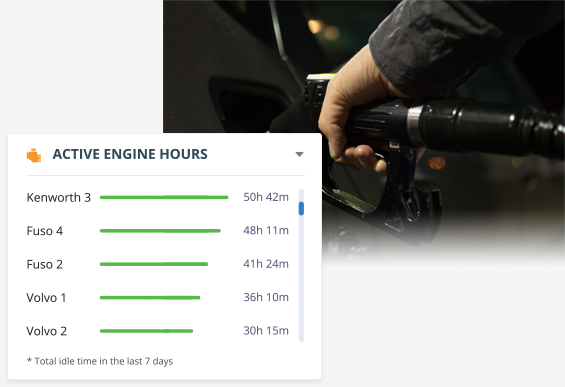 ACTIVE ENGINE HOURS
Kenworth 3 50h 42m
Fuso 4 48h 11m
Fuso 2 41h 24m
Volvo 1 36h 10m
Volvo 2 30h 15m
* Total idle time in the last 7 days